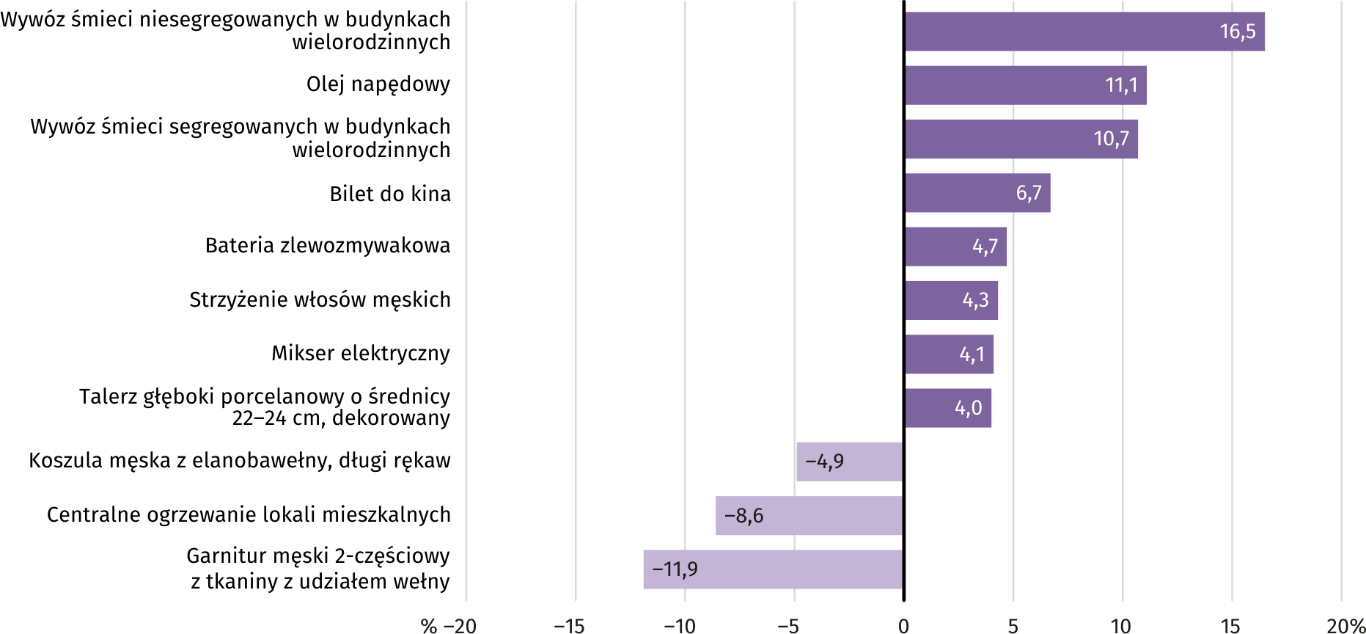 Wywóz śmieci niesegregowanych w budynkach
wielorodzinnych
16,5
Olej napędowy
11,1
Wywóz śmieci segregowanych w budynkach
wielorodzinnych
10,7
Bilet do kina
6,7
Bateria zlewozmywakowa
4,7
Strzyżenie włosów męskich
4,3
Mikser elektryczny
4,1
Talerz głęboki porcelanowy o średnicy
22–24 cm, dekorowany
4,0
Koszula męska z elanobawełny, długi rękaw
–4,9
Centralne ogrzewanie lokali mieszkalnych
–8,6
Garnitur męski 2-częściowy
z tkaniny z udziałem wełny
–11,9
% –20 –15 –10 –5 0 5 10 15 20%